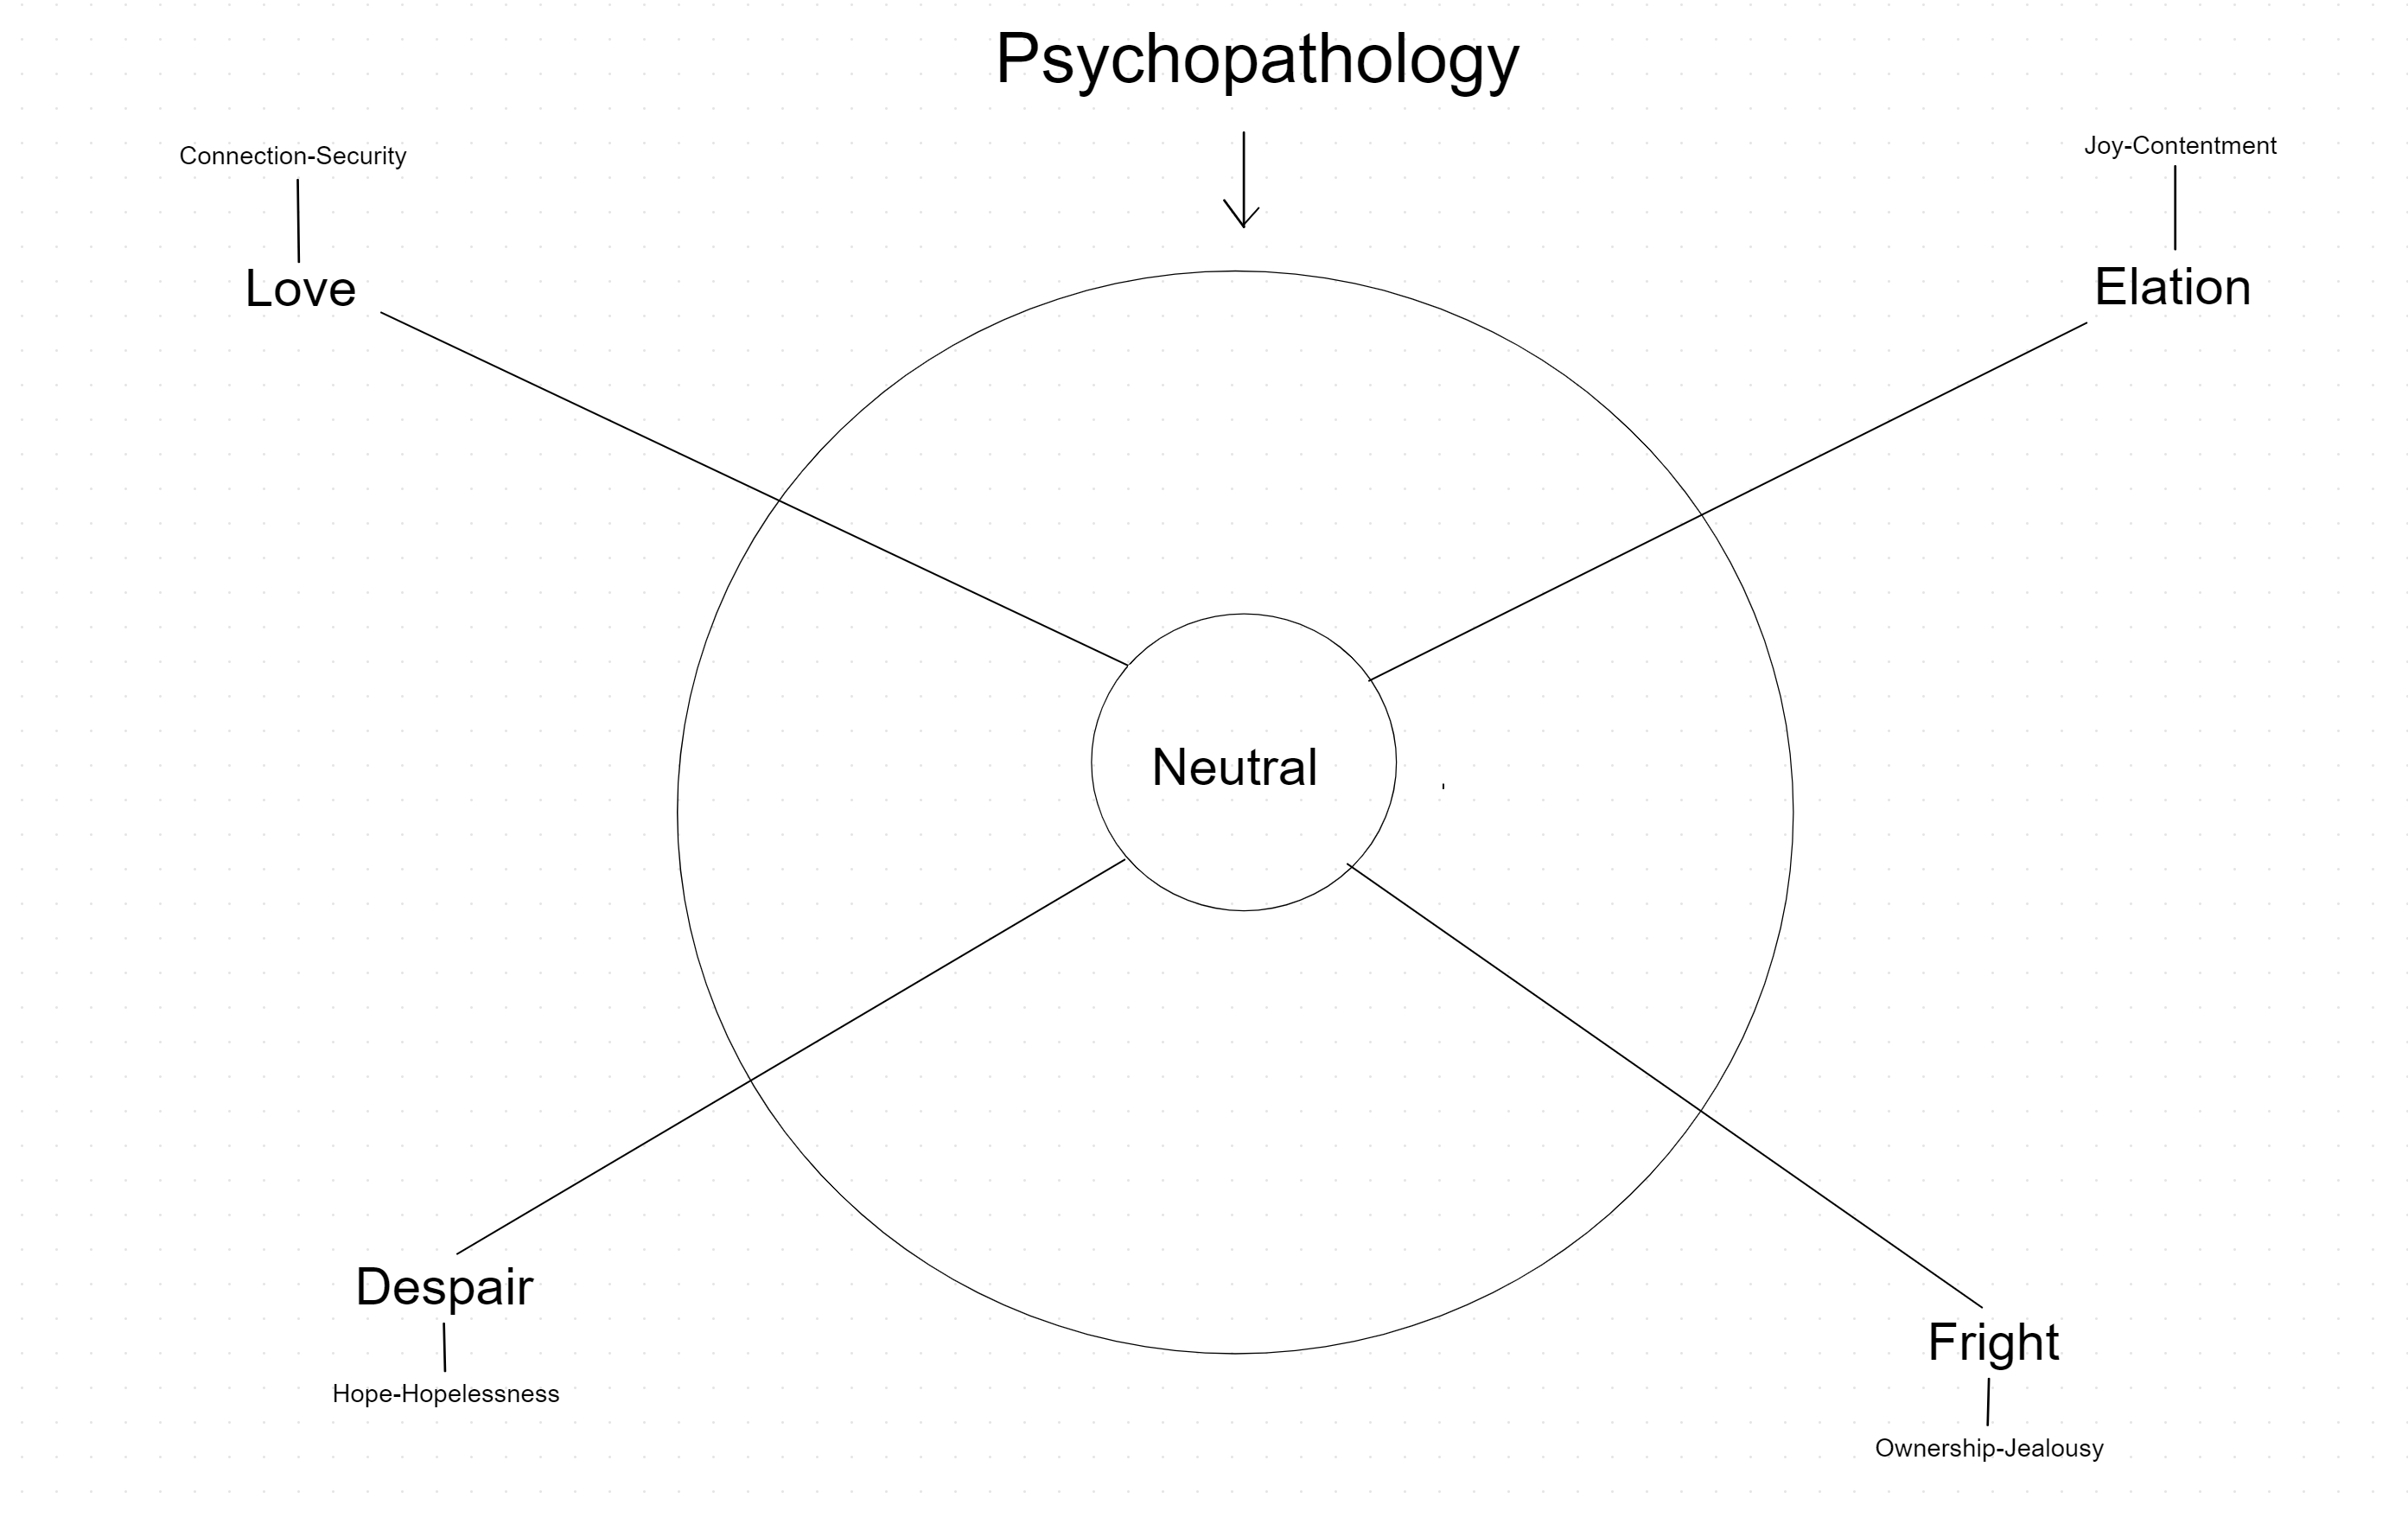 Psychopathology
Connection-Security
Joy-Contentment
Love
Elation
Neutral
Despair
Hope-Hopelessness
Fright
Ownership-Jealousy